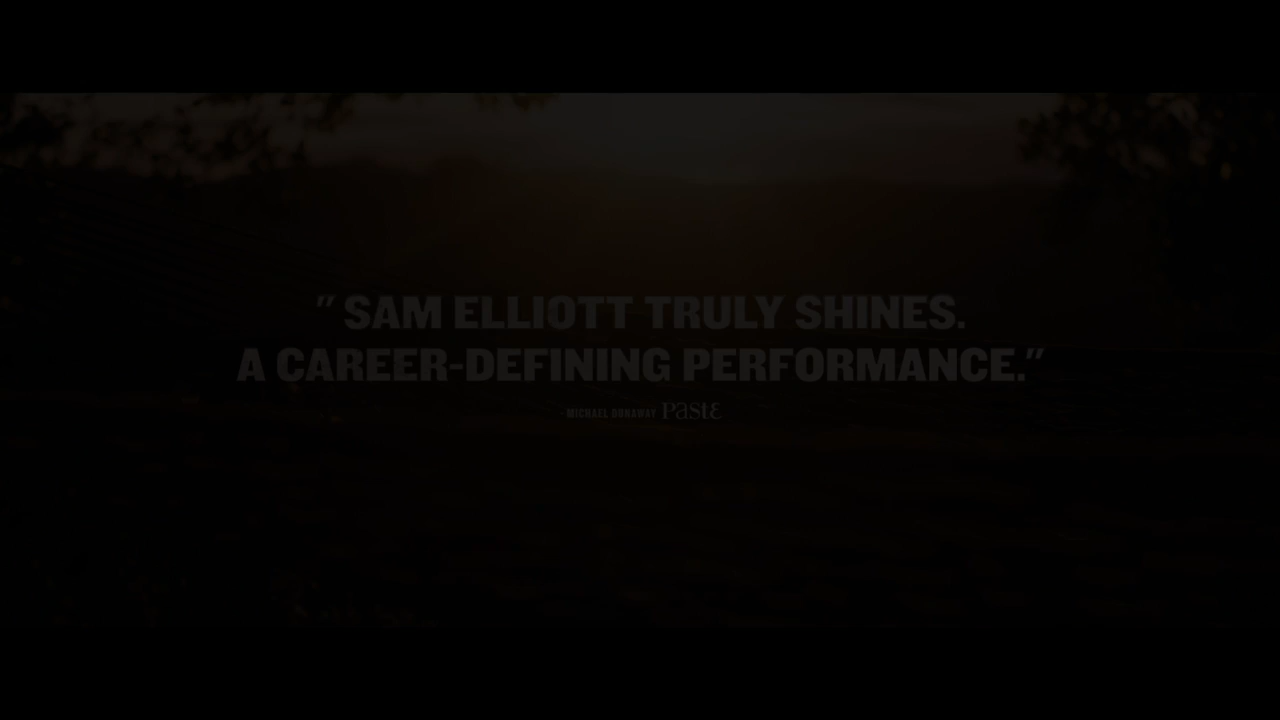 "SAM ELLIOTT TRULY SHINES.
A CAREER-DEFINING PERFORMANCE."
-MICHAEL DUNAWAY Paste